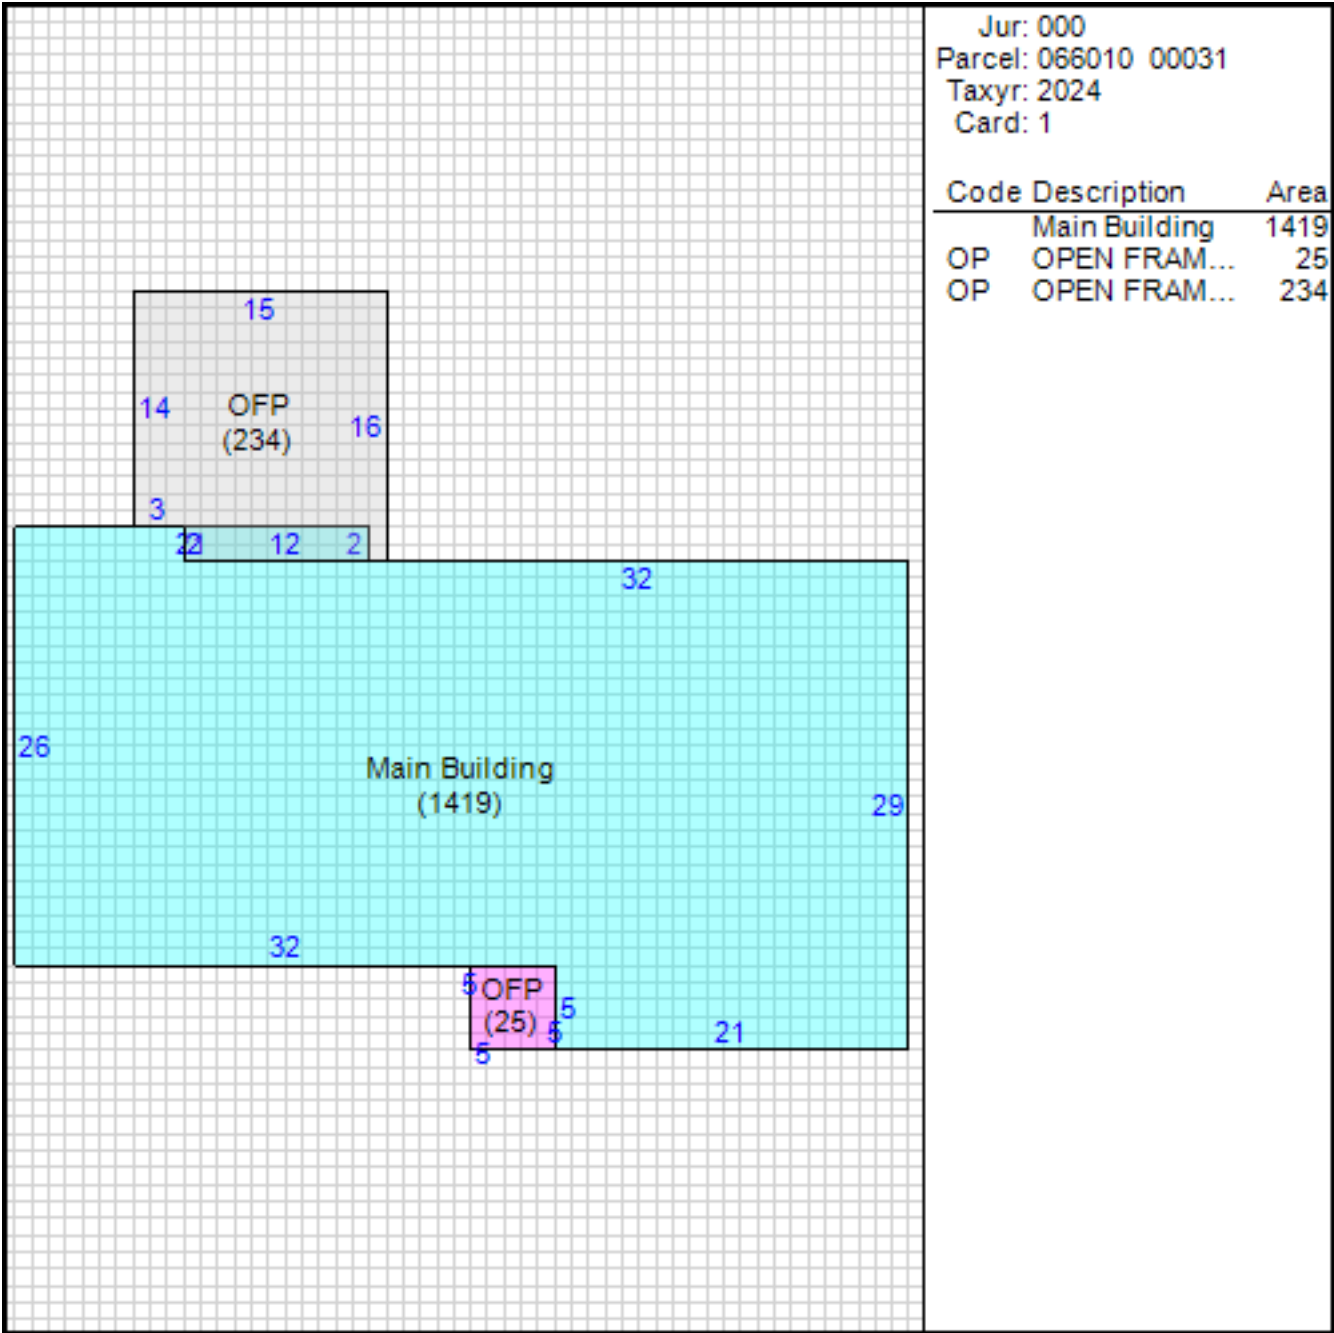 Jur: 000
Parcel: 066010 00031
Taxyr: 2024
Card: 1
Code Description Area
Main Building 1419
OP OPEN FRAM... 25
OP OPEN FRAM... 234
15
14
OFP
(234)
16
3
12
2
32
26
Main Building
(1419)
29
32
5
OFP
(25)
5
5
21
5